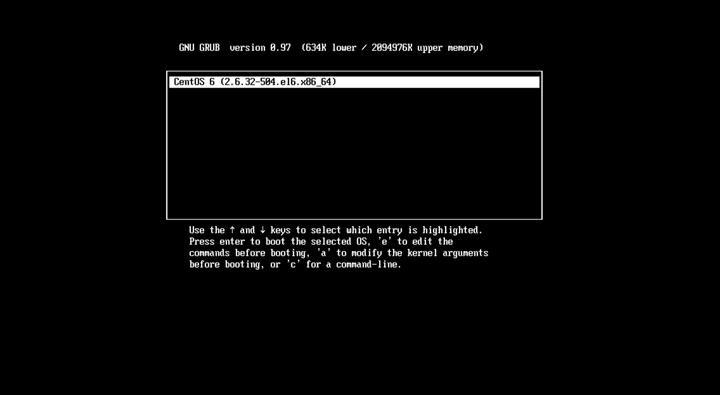 GNU GRUB  version 0.97  (634K lower / 2094976K upper memory)
CentOS 6 (2.6.32-504.el6.x86_64)
Use the ↑ and ↓ keys to select which entry is highlighted.
Press enter to boot the selected OS, 'e' to edit the
commands before booting, 'a' to modify the kernel arguments
before booting, or 'c' for a command-line.